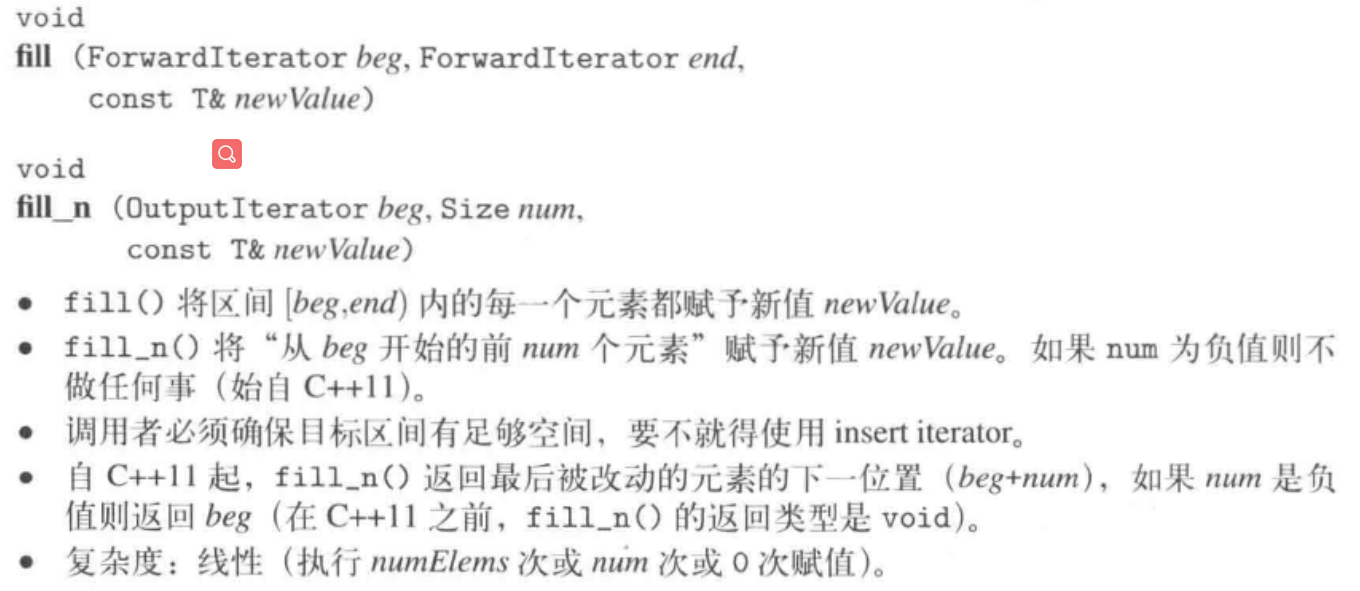 void
fill (ForwardIterator beg, ForwardIterator end,
const T& newValue)
void
fill_n (OutputIterator beg, Size num,
const T& newValue)
• fill() 将区间 [beg,end) 内的每一个元素都赋予新值 newValue。
• fill_n() 将“从 beg 开始的前 num 个元素”赋予新值 newValue。如果 num 为负值则不
做任何事（始自 C++11）。
• 调用者必须确保目标区间有足够空间，要不就得使用 insert iterator。
• 自 C++11 起，fill_n() 返回最后被改动的元素的下一位置（beg+num），如果 num 是负
值则返回 beg（在 C++11 之前，fill_n() 的返回类型是 void）。
• 复杂度：线性（执行 numElems 次或 num 次或 0 次赋值）。